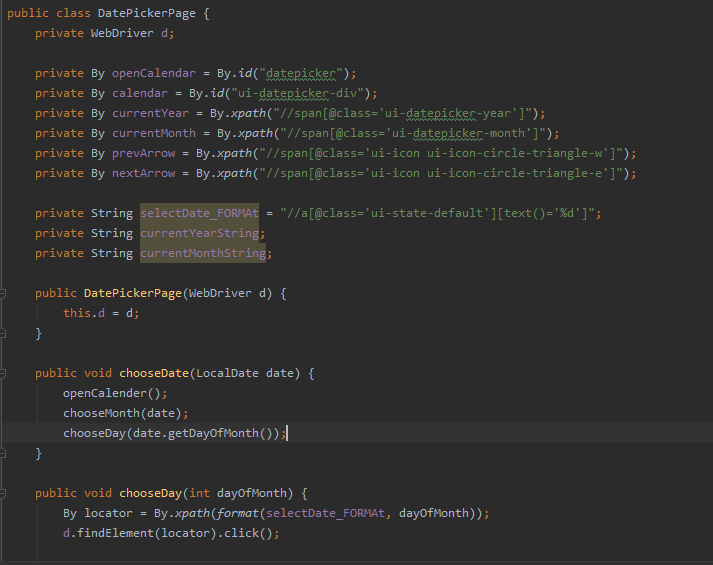 public class DatePickerPage {
private WebDriver d;
private By openCalendar = By.id("datepicker");
private By calendar = By.id("ui-datepicker-div");
private By currentYear = By.xpath("//span[@class='ui-datepicker-year']");
private By currentMonth = By.xpath("//span[@class='ui-datepicker-month']");
private By prevArrow = By.xpath("//span[@class='ui-icon ui-icon-circle-triangle-w']");
private By nextArrow = By.xpath("//span[@class='ui-icon ui-icon-circle-triangle-e']");
private String selectDate_FORMAt = "//a[@class='ui-state-default'][text()='%d']";
private String currentYearString;
private String currentMonthString;
public DatePickerPage(WebDriver d) {
this.d = d;
}
public void chooseDate(LocalDate date) {
openCalender();
chooseMonth(date);
chooseDay(date.getDayOfMonth());
}
public void chooseDay(int dayOfMonth) {
By locator = By.xpath(format(selectDate_FORMAt, dayOfMonth));
d.findElement(locator).click();